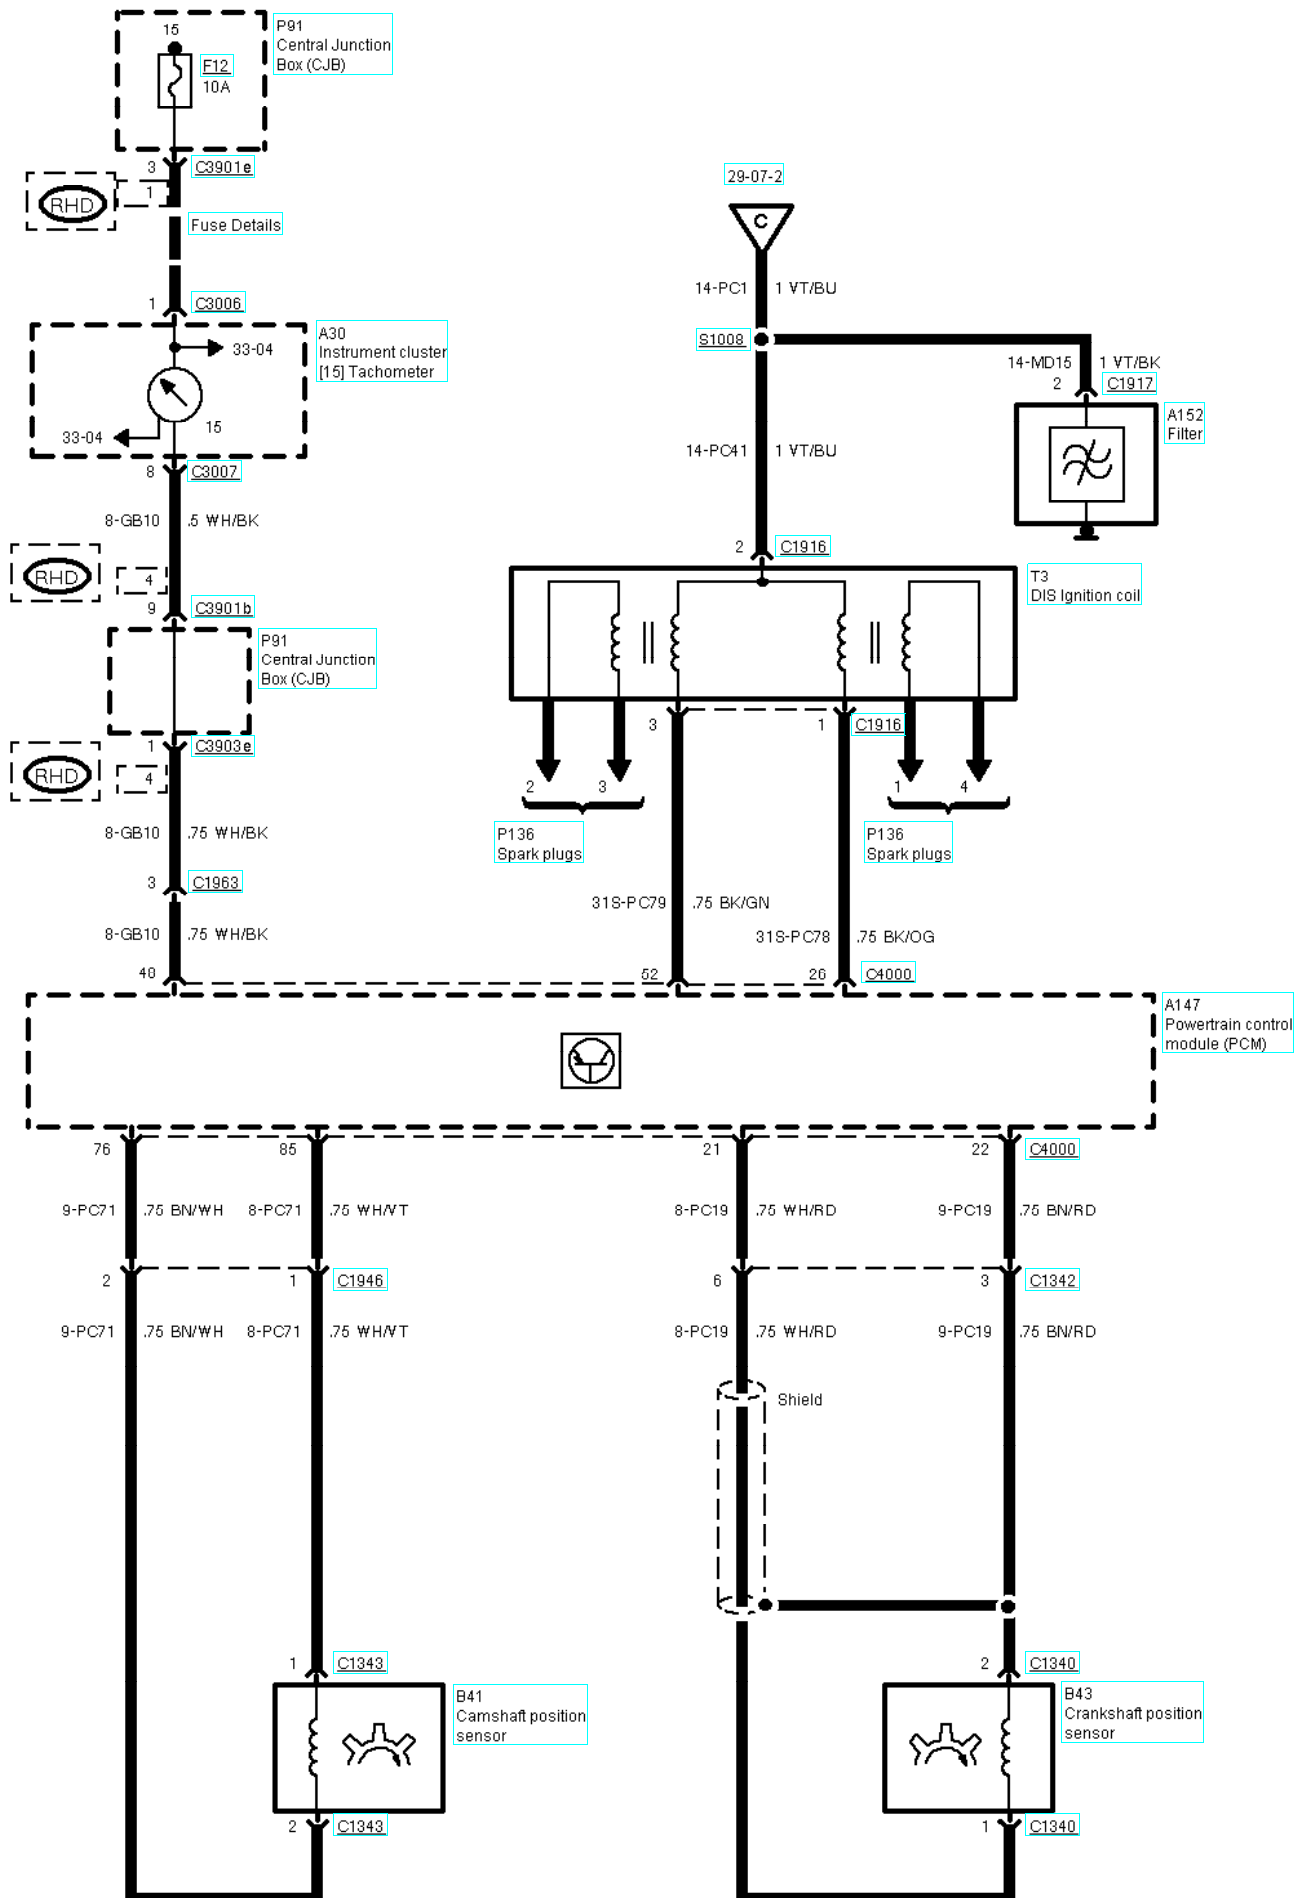 15
P91
Central Junction
Box (CJB)
F12
10A
3
C3901e
RHD
1
Fuse Details
1
C3006
A30
Instrument cluster
[15] Tachometer
33-04
33-04
15
8
C3007
8-GB10
.5 WH/BK
RHD
4
9
C3901b
P91
Central Junction
Box (CJB)
1
C3903e
RHD
4
8-GB10
.75 WH/BK
3
C1963
8-GB10
.75 WH/BK
48
29-07-2
C
14-PC1
1 VT/BU
S1008
14-MD15
1 VT/BK
2
C1917
A152
Filter
14-PC41
1 VT/BU
2
C1916
T3
DIS Ignition coil
3
1
C1916
2
3
1
4
P136
Spark plugs
P136
Spark plugs
31S-PC79
.75 BK/GN
31S-PC78
.75 BK/OG
52
26
C4000
A147
Powertrain control
module (PCM)
76
85
21
22
C4000
9-PC71
.75 BN/WH
8-PC71
.75 WH/VT
8-PC19
.75 WH/RD
9-PC19
.75 BN/RD
2
1
C1946
6
3
C1342
9-PC71
.75 BN/WH
8-PC71
.75 WH/VT
8-PC19
.75 WH/RD
9-PC19
.75 BN/RD
Shield
1
C1343
2
C1340
B41
Camshaft position
sensor
B43
Crankshaft position
sensor
2
C1343
1
C1340